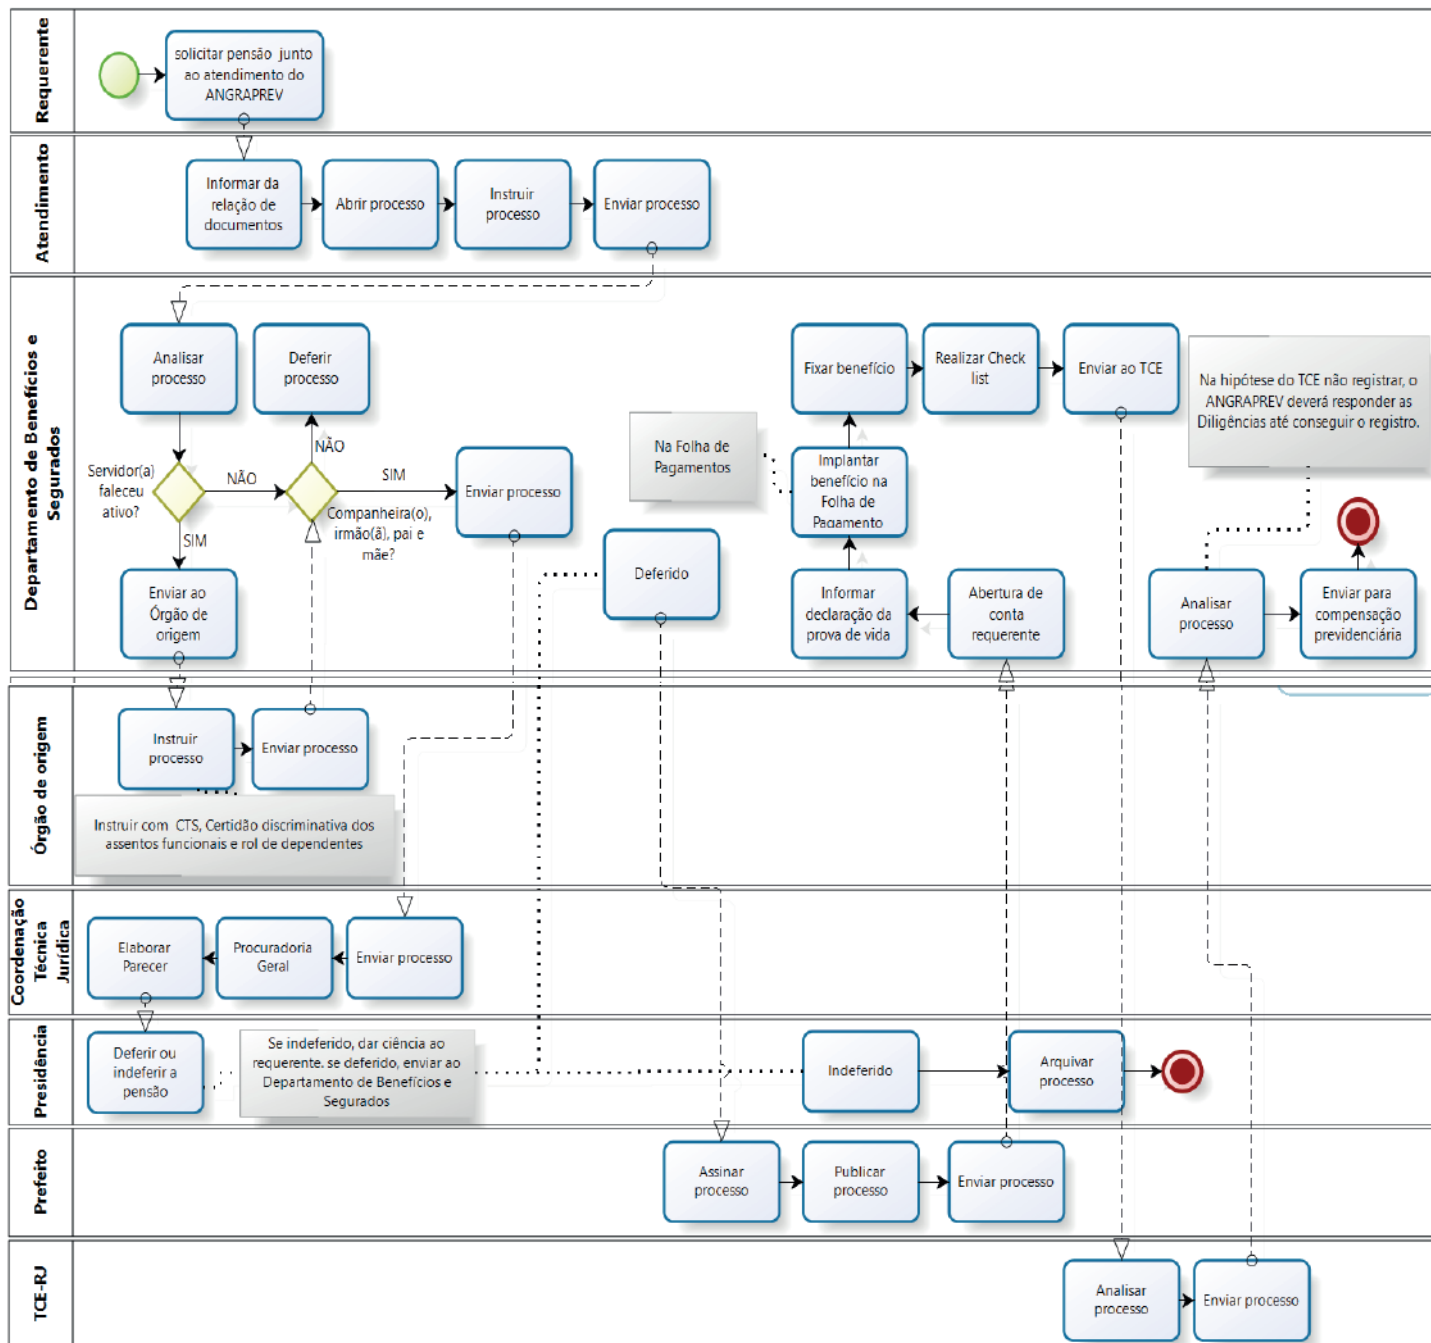 Requerente
solicitar pensão junto
ao atendimento do
ANGRAPREV
Atendimento
Informar da
relação de
documentos
Abrir processo
Instruir
processo
Enviar processo
Departamento de Benefícios e
Segurados
Analisar
processo
Deferir
processo
Servidor(a)
faleceu
ativo?
NÃO
NÃO
SIM
SIM
Companheira(o),
irmão(ã), pai e
mãe?
Enviar processo
Enviar ao
Órgão de
origem
Deferido
Na Folha de
Pagamentos
Fixar benefício
Realizar Check
list
Enviar ao TCE
Implantar
benefício na
Folha de
Pagamento
Informar
declaração da
prova de vida
Abertura de
conta
requerente
Na hipótese do TCE não registrar, o
ANGRAPREV deverá responder as
Diligências até conseguir o registro.
Analisar
processo
Enviar para
compensação
previdenciária
Órgão de origem
Instruir
processo
Enviar processo
Instruir com CTS, Certidão discriminativa dos
assentos funcionais e rol de dependentes
Coordenação
Técnica
Jurídica
Elaborar
Parecer
Procuradoria
Geral
Enviar processo
Presidência
Deferir ou
indeferir a
pensão
Se indeferido, dar ciência ao
requerente. se deferido, enviar ao
Departamento de Benefícios e
Segurados
Indeferido
Arquivar
processo
Prefeito
Assinar
processo
Publicar
processo
Enviar processo
TCE-RJ
Analisar
processo
Enviar processo